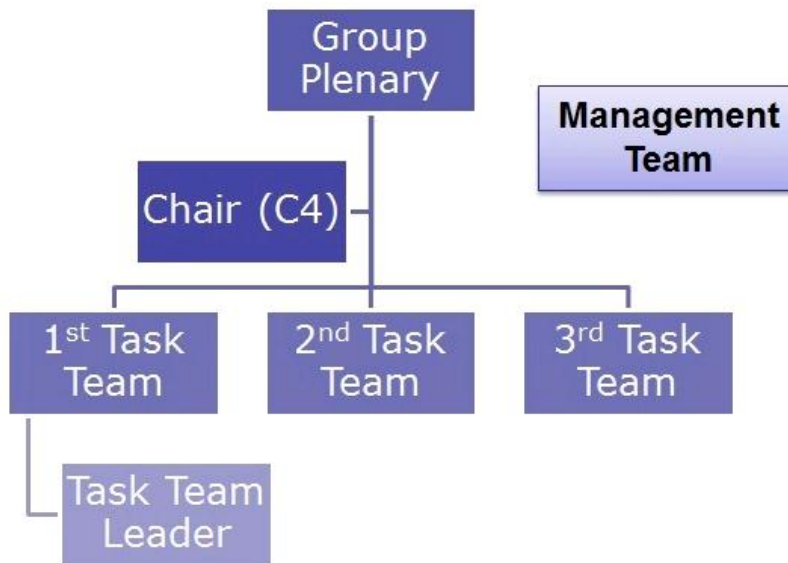 Group
Plenary
Management
Team
Chair (C4)
1st Task
Team
2nd Task
Team
3rd Task
Team
Task Team
Leader